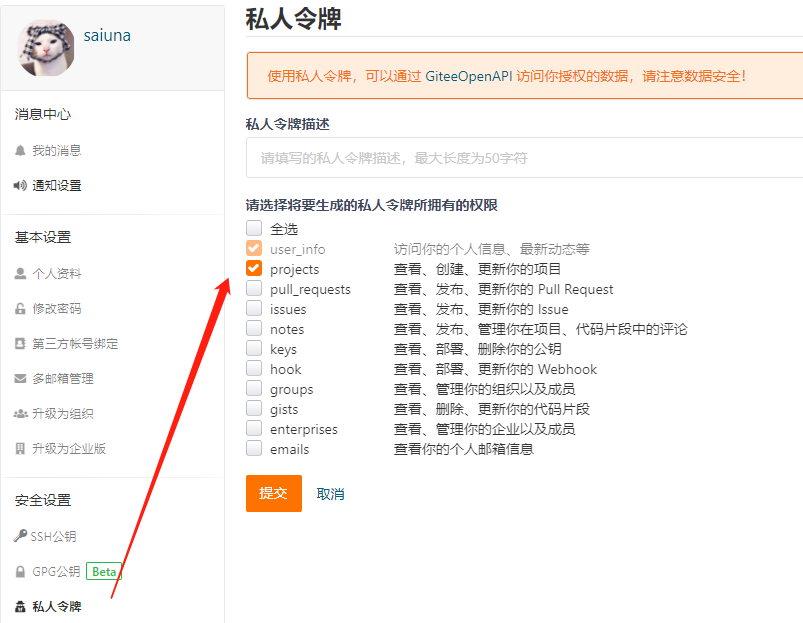 saiuna
消息中心
我的消息
通知设置
基本设置
个人资料
修改密码
第三方帐号绑定
多邮箱管理
升级为组织
升级为企业版
安全设置
SSH公钥
GPG公钥 Beta
私人令牌
私人令牌
使用私人令牌，可以通过 GiteeOpenAPI 访问你授权的数据，请注意数据安全！
私人令牌描述
请填写的私人令牌描述，最大长度为50字符
请选择将要生成的私人令牌所拥有的权限
全选
user_info 访问你的个人信息、最新动态等
projects 查看、创建、更新你的项目
pull_requests 查看、发布、更新你的 Pull Request
issues 查看、发布、更新你的 Issue
notes 查看、发布、管理你在项目、代码片段中的评论
keys 查看、部署、删除你的公钥
hook 查看、部署、更新你的 Webhook
groups 查看、管理你的组织以及成员
gists 查看、删除、更新你的代码片段
enterprises 查看、管理你的企业以及成员
emails 查看你的个人邮箱信息
提交 取消